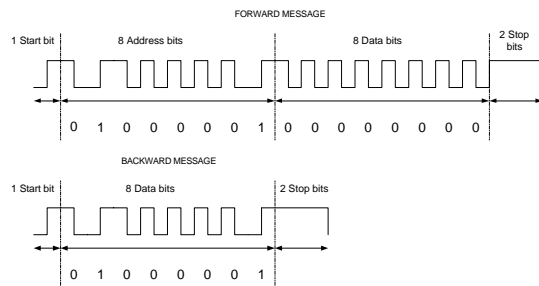 FORWARD MESSAGE
1 Start bit 8 Address bits 8 Data bits 2 Stop
bits
0 1 0 0 0 0 0 1 0 0 0 0 0 0 0 0
BACKWARD MESSAGE
1 Start bit 8 Data bits 2 Stop bits
0 1 0 0 0 0 0 1